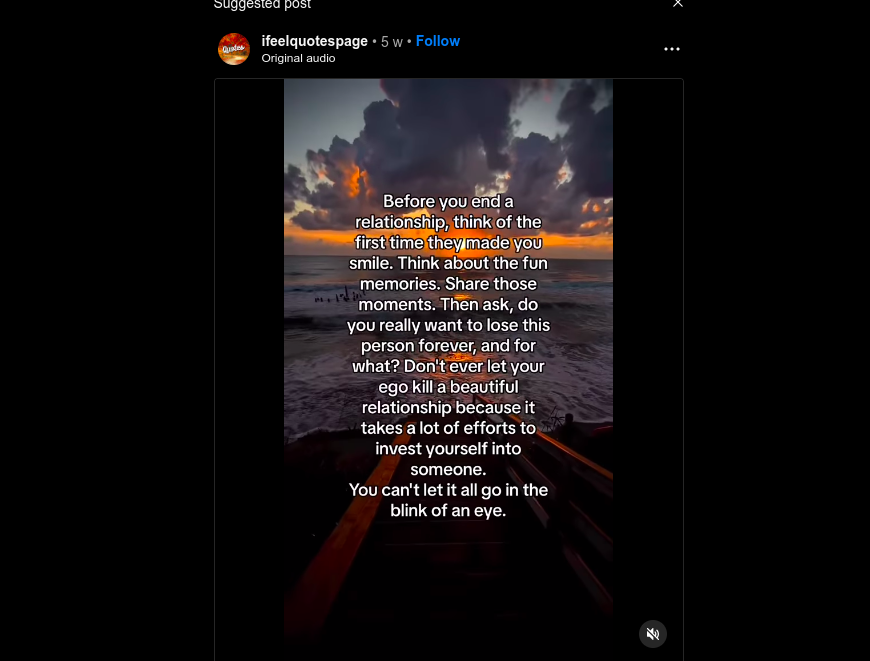 Suggested post
Quotes
ifeelquotespage • 5 w • Follow
Original audio
Before you end a
relationship, think of the
first time they made you
smile. Think about the fun
memories. Share those
moments. Then ask, do
you really want to lose this
person forever, and for
what? Don't ever let your
ego kill a beautiful
relationship because it
takes a lot of efforts to
invest yourself into
someone.
You can't let it all go in the
blink of an eye.